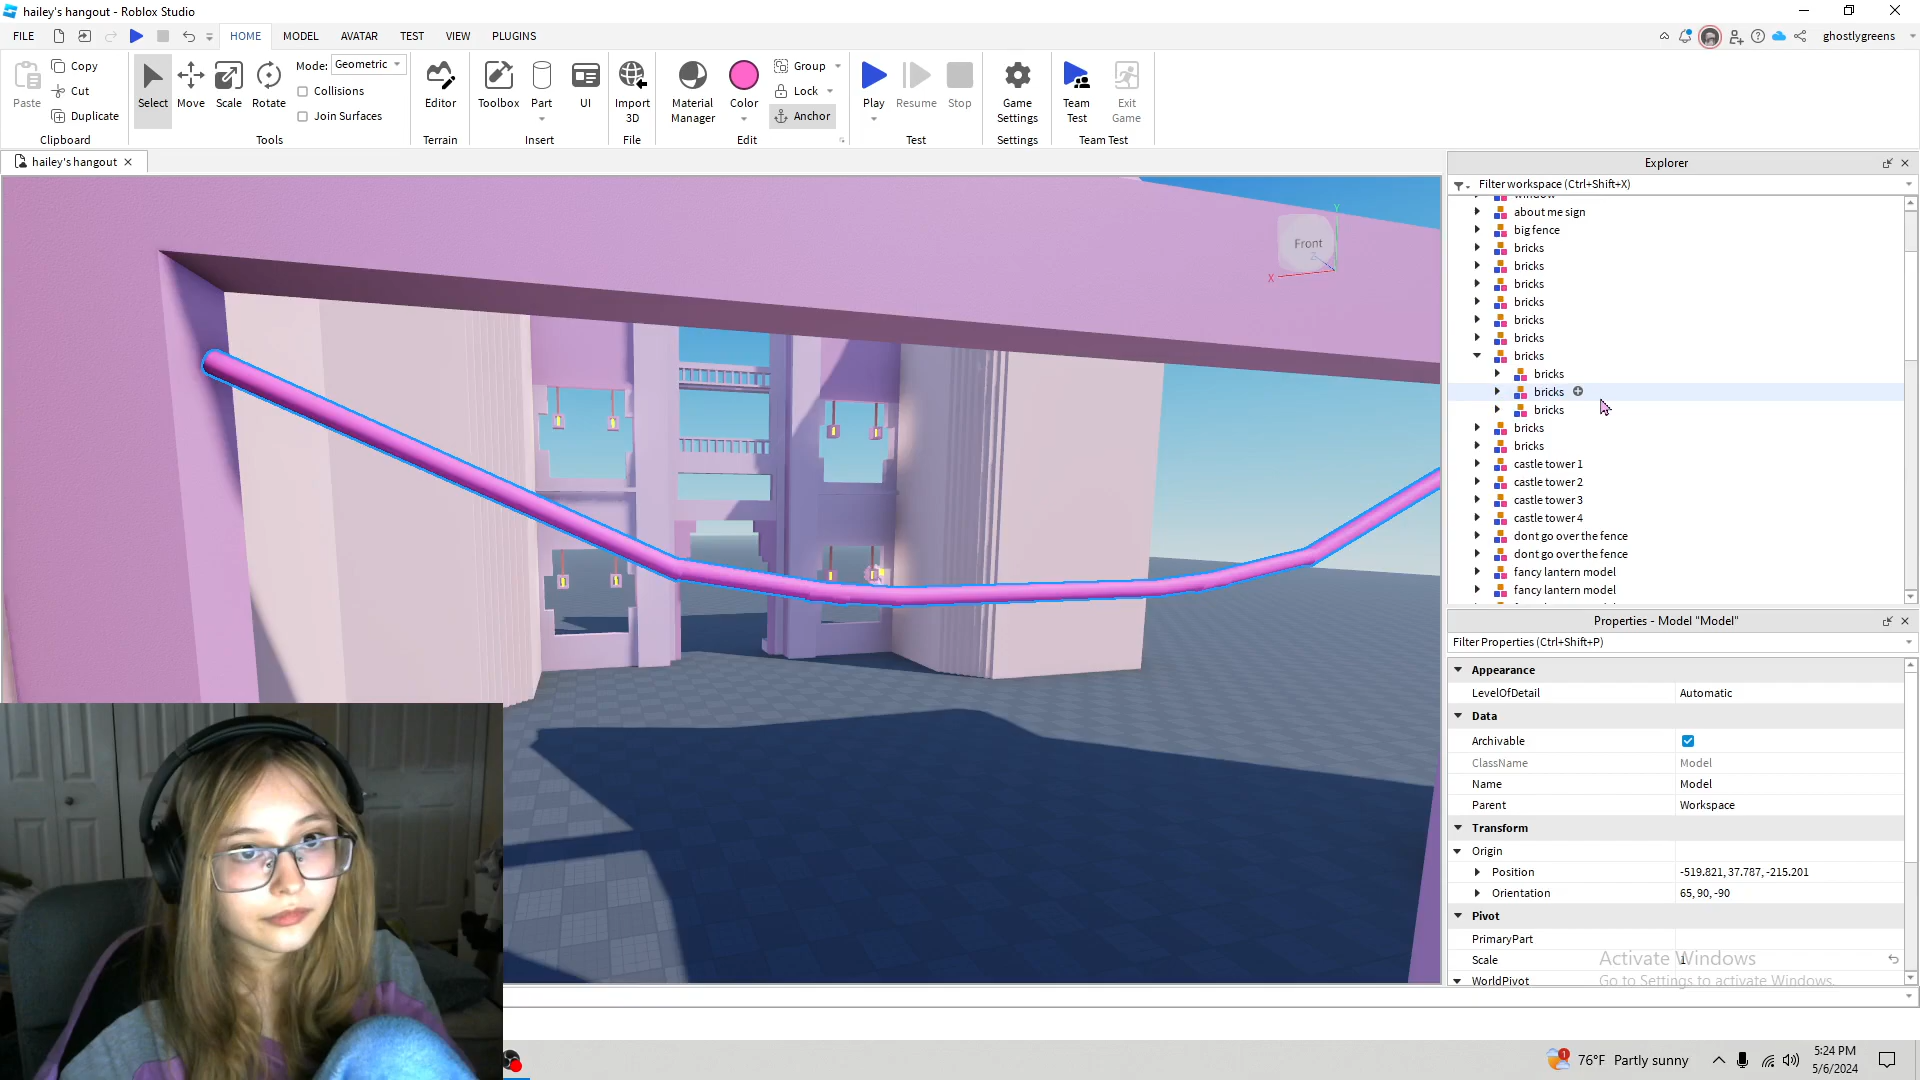 hailey's hangout - Roblox Studio
FILE HOME MODEL AVATAR TEST VIEW PLUGINS ghostlygreens
Paste
Copy
Cut
Duplicate
Clipboard
Select Move Scale Rotate
Mode: Geometric
Collisions
Join Surfaces
Tools
Editor
Terrain
Toolbox Part UI
Insert
Import 3D
File
Material Manager Color
Group
Lock
Anchor
Edit
Play Resume Stop
Test
Game Settings
Settings
Team Test Exit Game
Team Test
hailey's hangout
Front
X
Y
Z
Explorer
Filter workspace (Ctrl+Shift+X)
window
about me sign
big fence
bricks
bricks
bricks
bricks
bricks
bricks
bricks
bricks
bricks
bricks
bricks
bricks
castle tower 1
castle tower 2
castle tower 3
castle tower 4
dont go over the fence
dont go over the fence
fancy lantern model
fancy lantern model
Properties - Model "Model"
Filter Properties (Ctrl+Shift+P)
Appearance
LevelOfDetail Automatic
Data
Archivable
ClassName Model
Name Model
Parent Workspace
Transform
Origin
Position -519.821, 37.787, -215.201
Orientation 65, 90, -90
Pivot
PrimaryPart
Scale 1
WorldPivot
Activate Windows
Go to Settings to activate Windows.
1 76°F Partly sunny
5:24 PM
5/6/2024